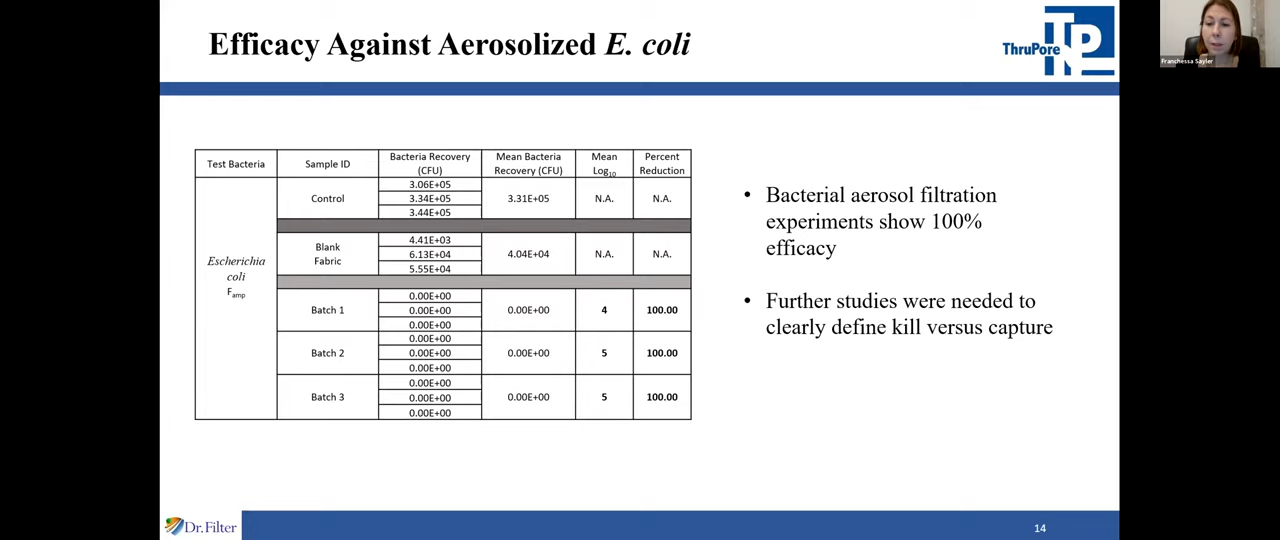 Efficacy Against Aerosolized E. coli
ThruPore
TP
Franchessa Sayler
Test Bacteria Sample ID Bacteria Recovery (CFU) Mean Bacteria Recovery (CFU) Mean Log10 Percent Reduction
Escherichia coli Famp
Control 3.06E+05 3.31E+05 N.A. N.A.
3.34E+05
3.44E+05
Blank Fabric 4.41E+03 4.04E+04 N.A. N.A.
6.13E+04
5.55E+04
Batch 1 0.00E+00 0.00E+00 4 100.00
0.00E+00
0.00E+00
Batch 2 0.00E+00 0.00E+00 5 100.00
0.00E+00
0.00E+00
Batch 3 0.00E+00 0.00E+00 5 100.00
0.00E+00
0.00E+00
• Bacterial aerosol filtration
experiments show 100%
efficacy
• Further studies were needed to
clearly define kill versus capture
Dr.Filter
14